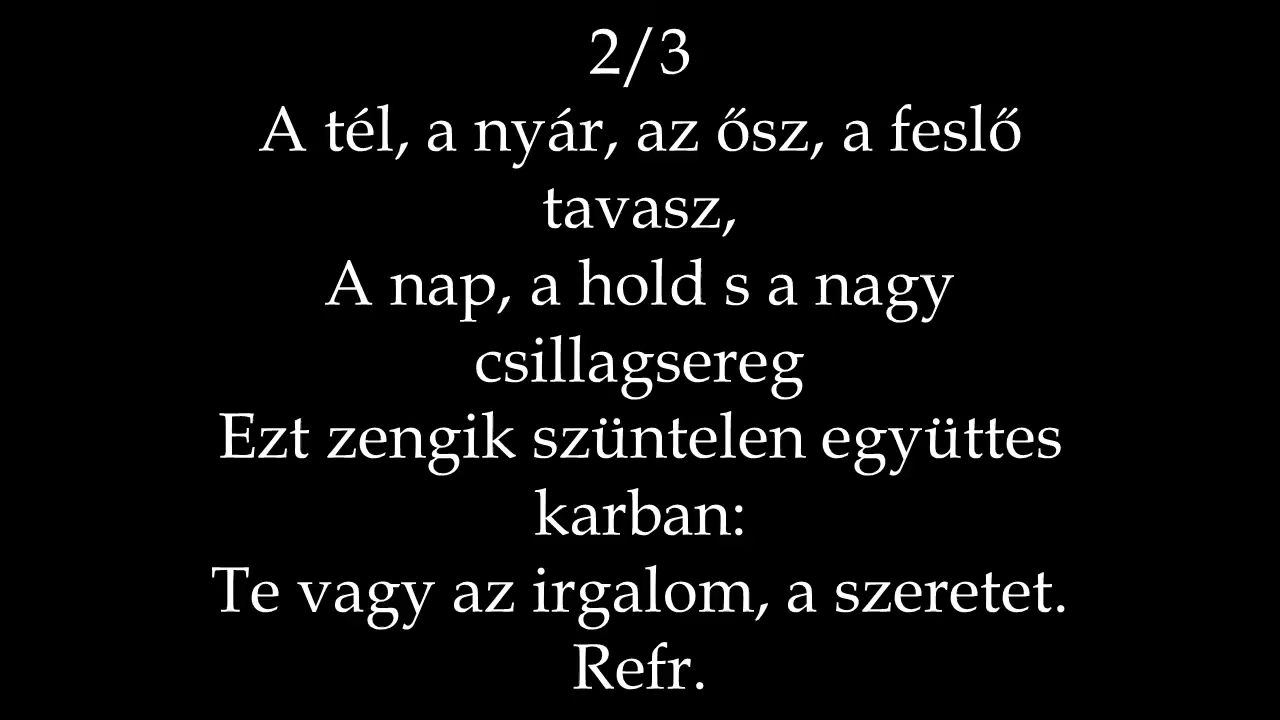 2/3
A tél, a nyár, az ősz, a feslő
tavasz,
A nap, a hold s a nagy
csillagsereg
Ezt zengik szüntelen együttes
karban:
Te vagy az irgalom, a szeretet.
Refr.